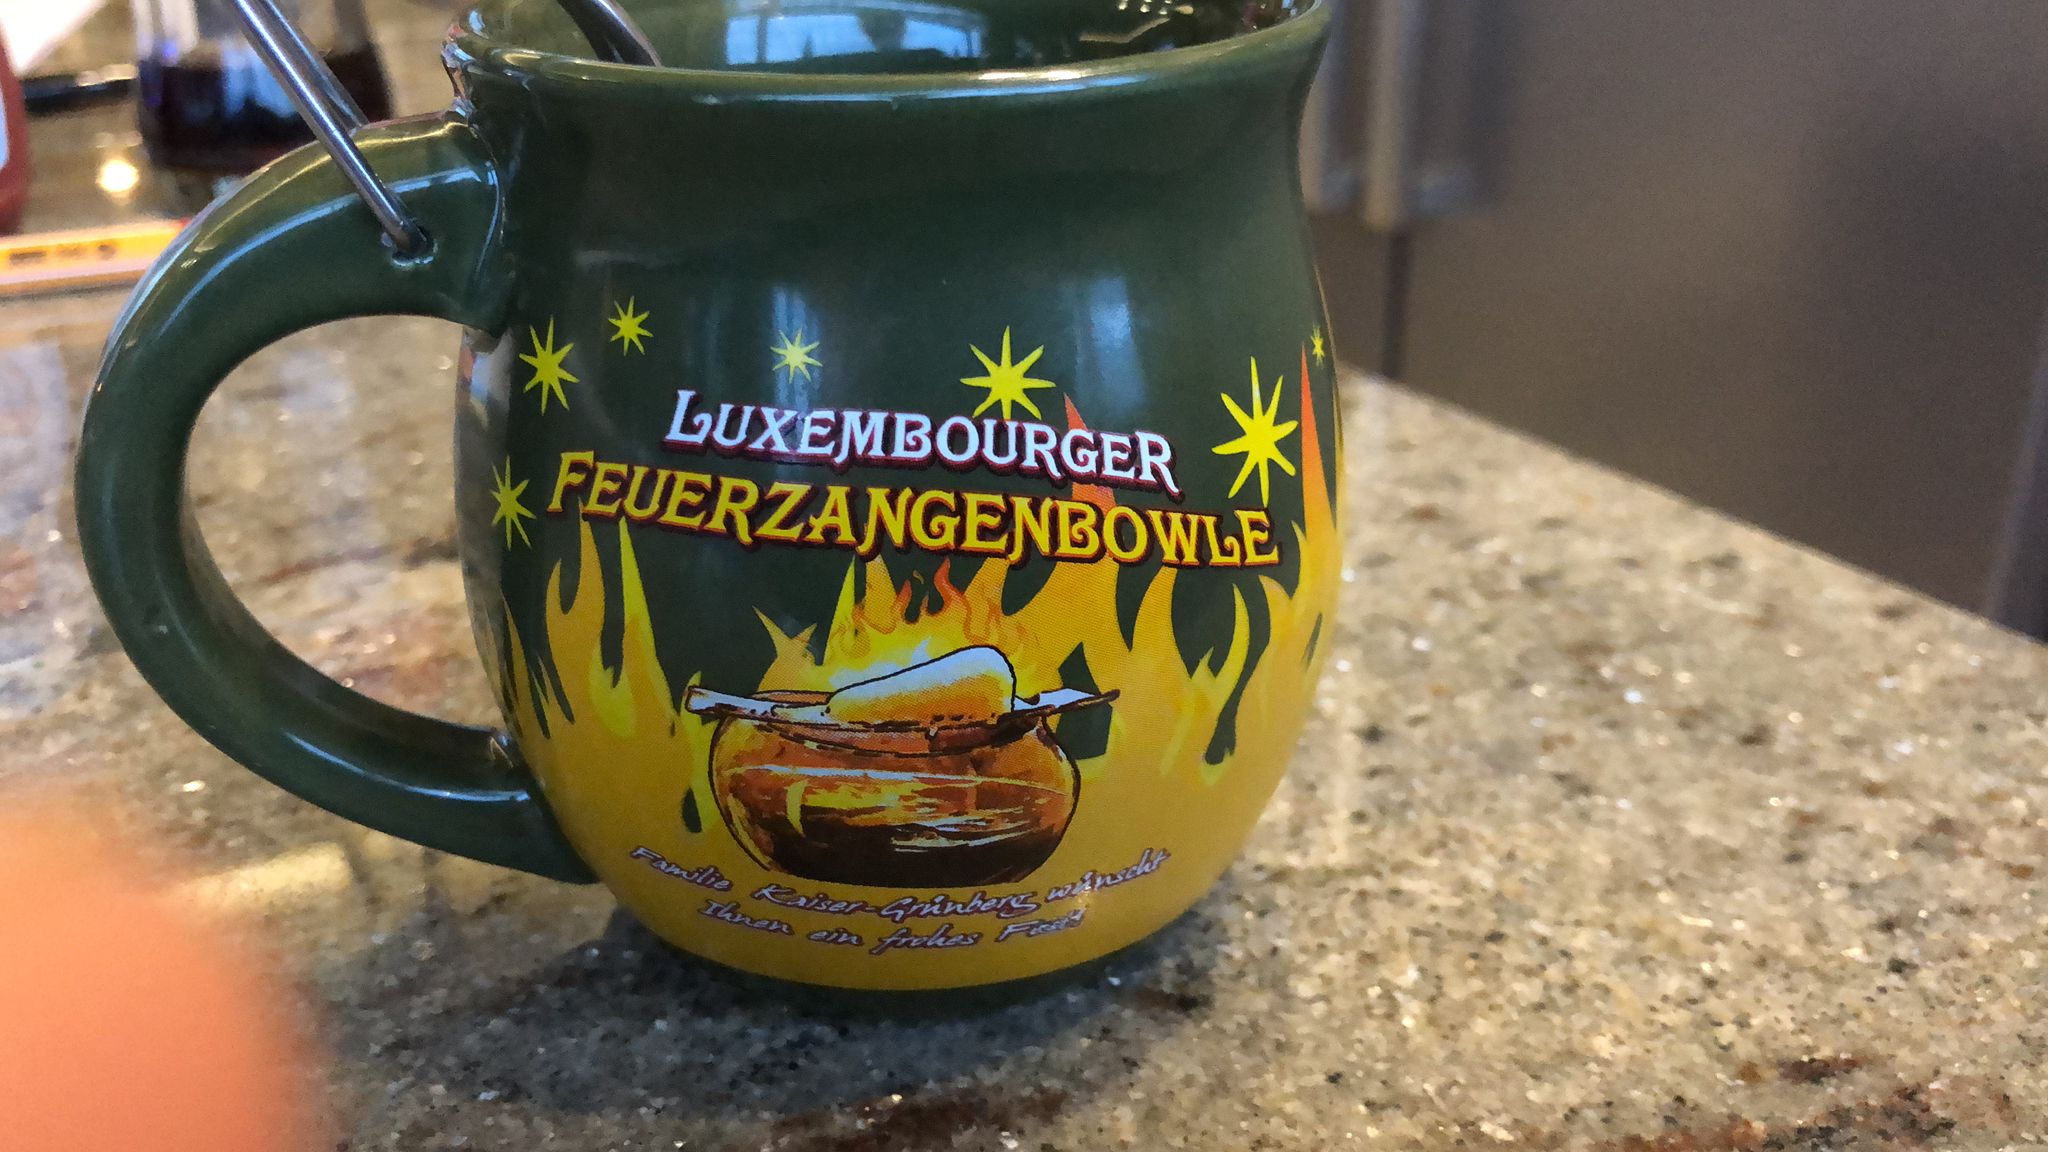 LUXEMBOURGER
FEUERZANGENBOWLE
Familie Kaiser-Grünberg wünscht
Ihnen ein frohes Fest!